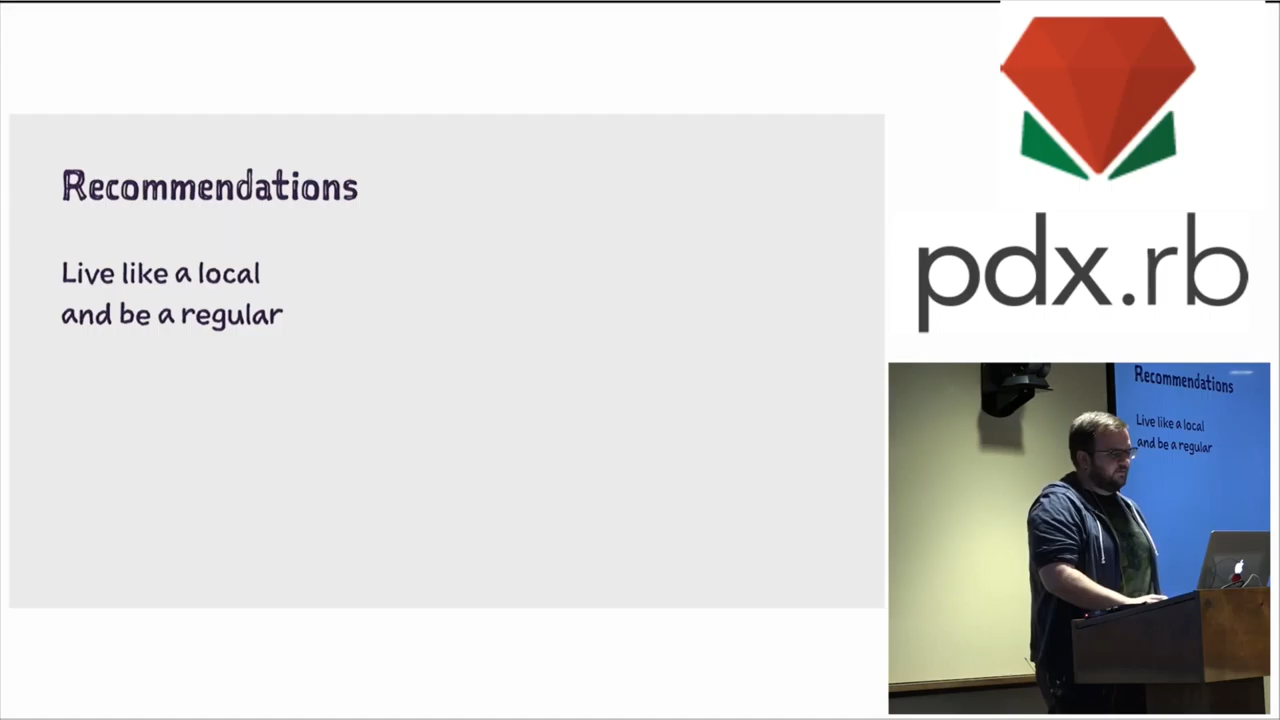 Recommendations
Live like a local
and be a regular
pdx.rb
Recommendations
Live like a local
and be a regular